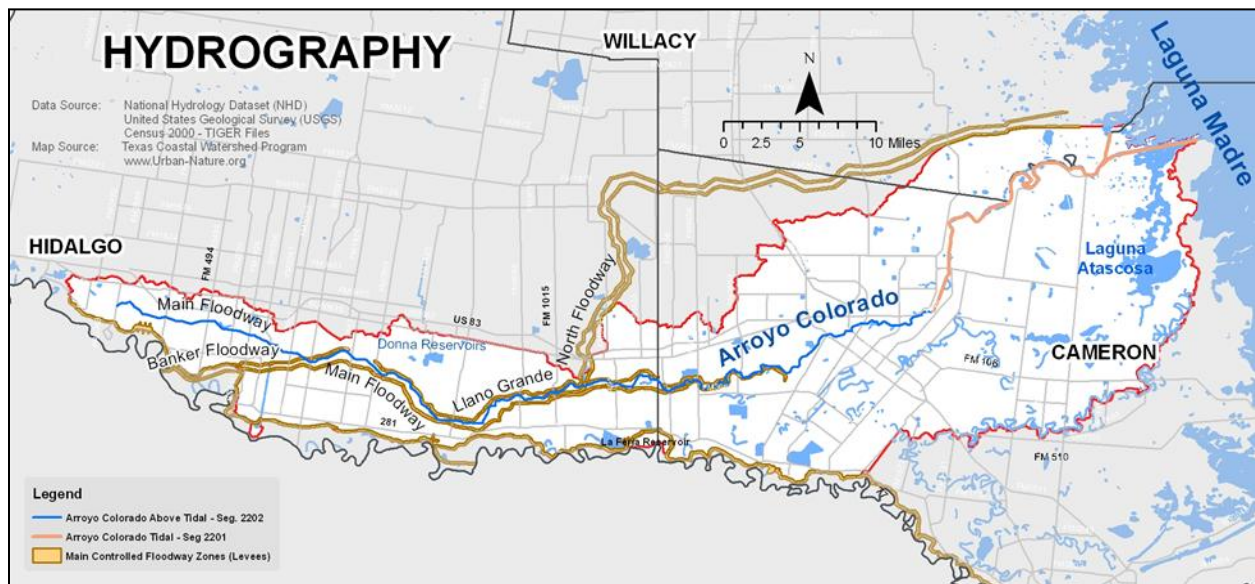 HYDROGRAPHY
WILLACY
Laguna Madre
N
Data Source: National Hydrology Dataset (NHD)
United States Geological Survey (USGS)
Census 2000 - TIGER Files
Map Source: Texas Coastal Watershed Program
www.Urban-Nature.org
0 2.5 5 10 Miles
HIDALGO
FM 494
FM 1015
North Floodway
Laguna
Atascosa
Main Floodway
US 83
Donna Reservoirs
Arroyo Colorado
CAMERON
Banker Floodway
Main Floodway
Llano Grande
FM 106
281
La Feria Reservoir
FM 510
Legend
Arroyo Colorado Above Tidal - Seg. 2202
Arroyo Colorado Tidal - Seg 2201
Main Controlled Floodway Zones (Levees)